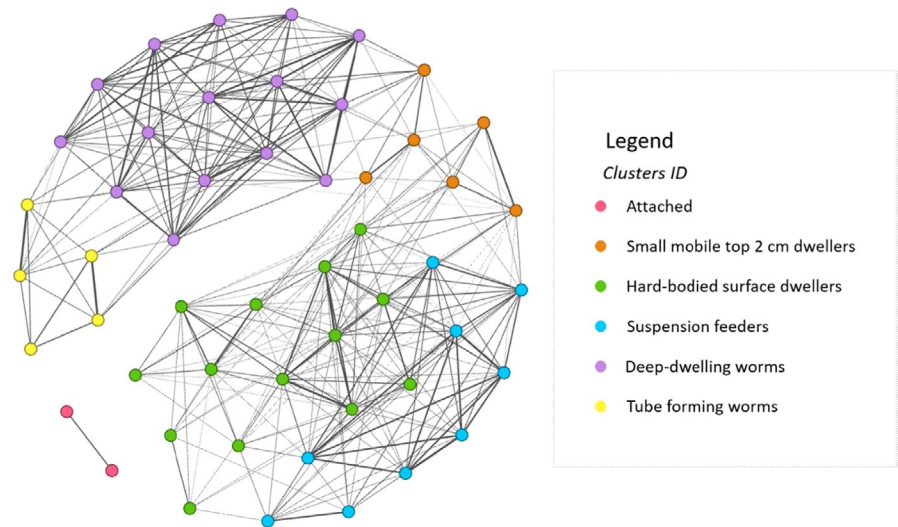 Legend
Clusters ID
Attached
Small mobile top 2 cm dwellers
Hard-bodied surface dwellers
Suspension feeders
Deep-dwelling worms
Tube forming worms